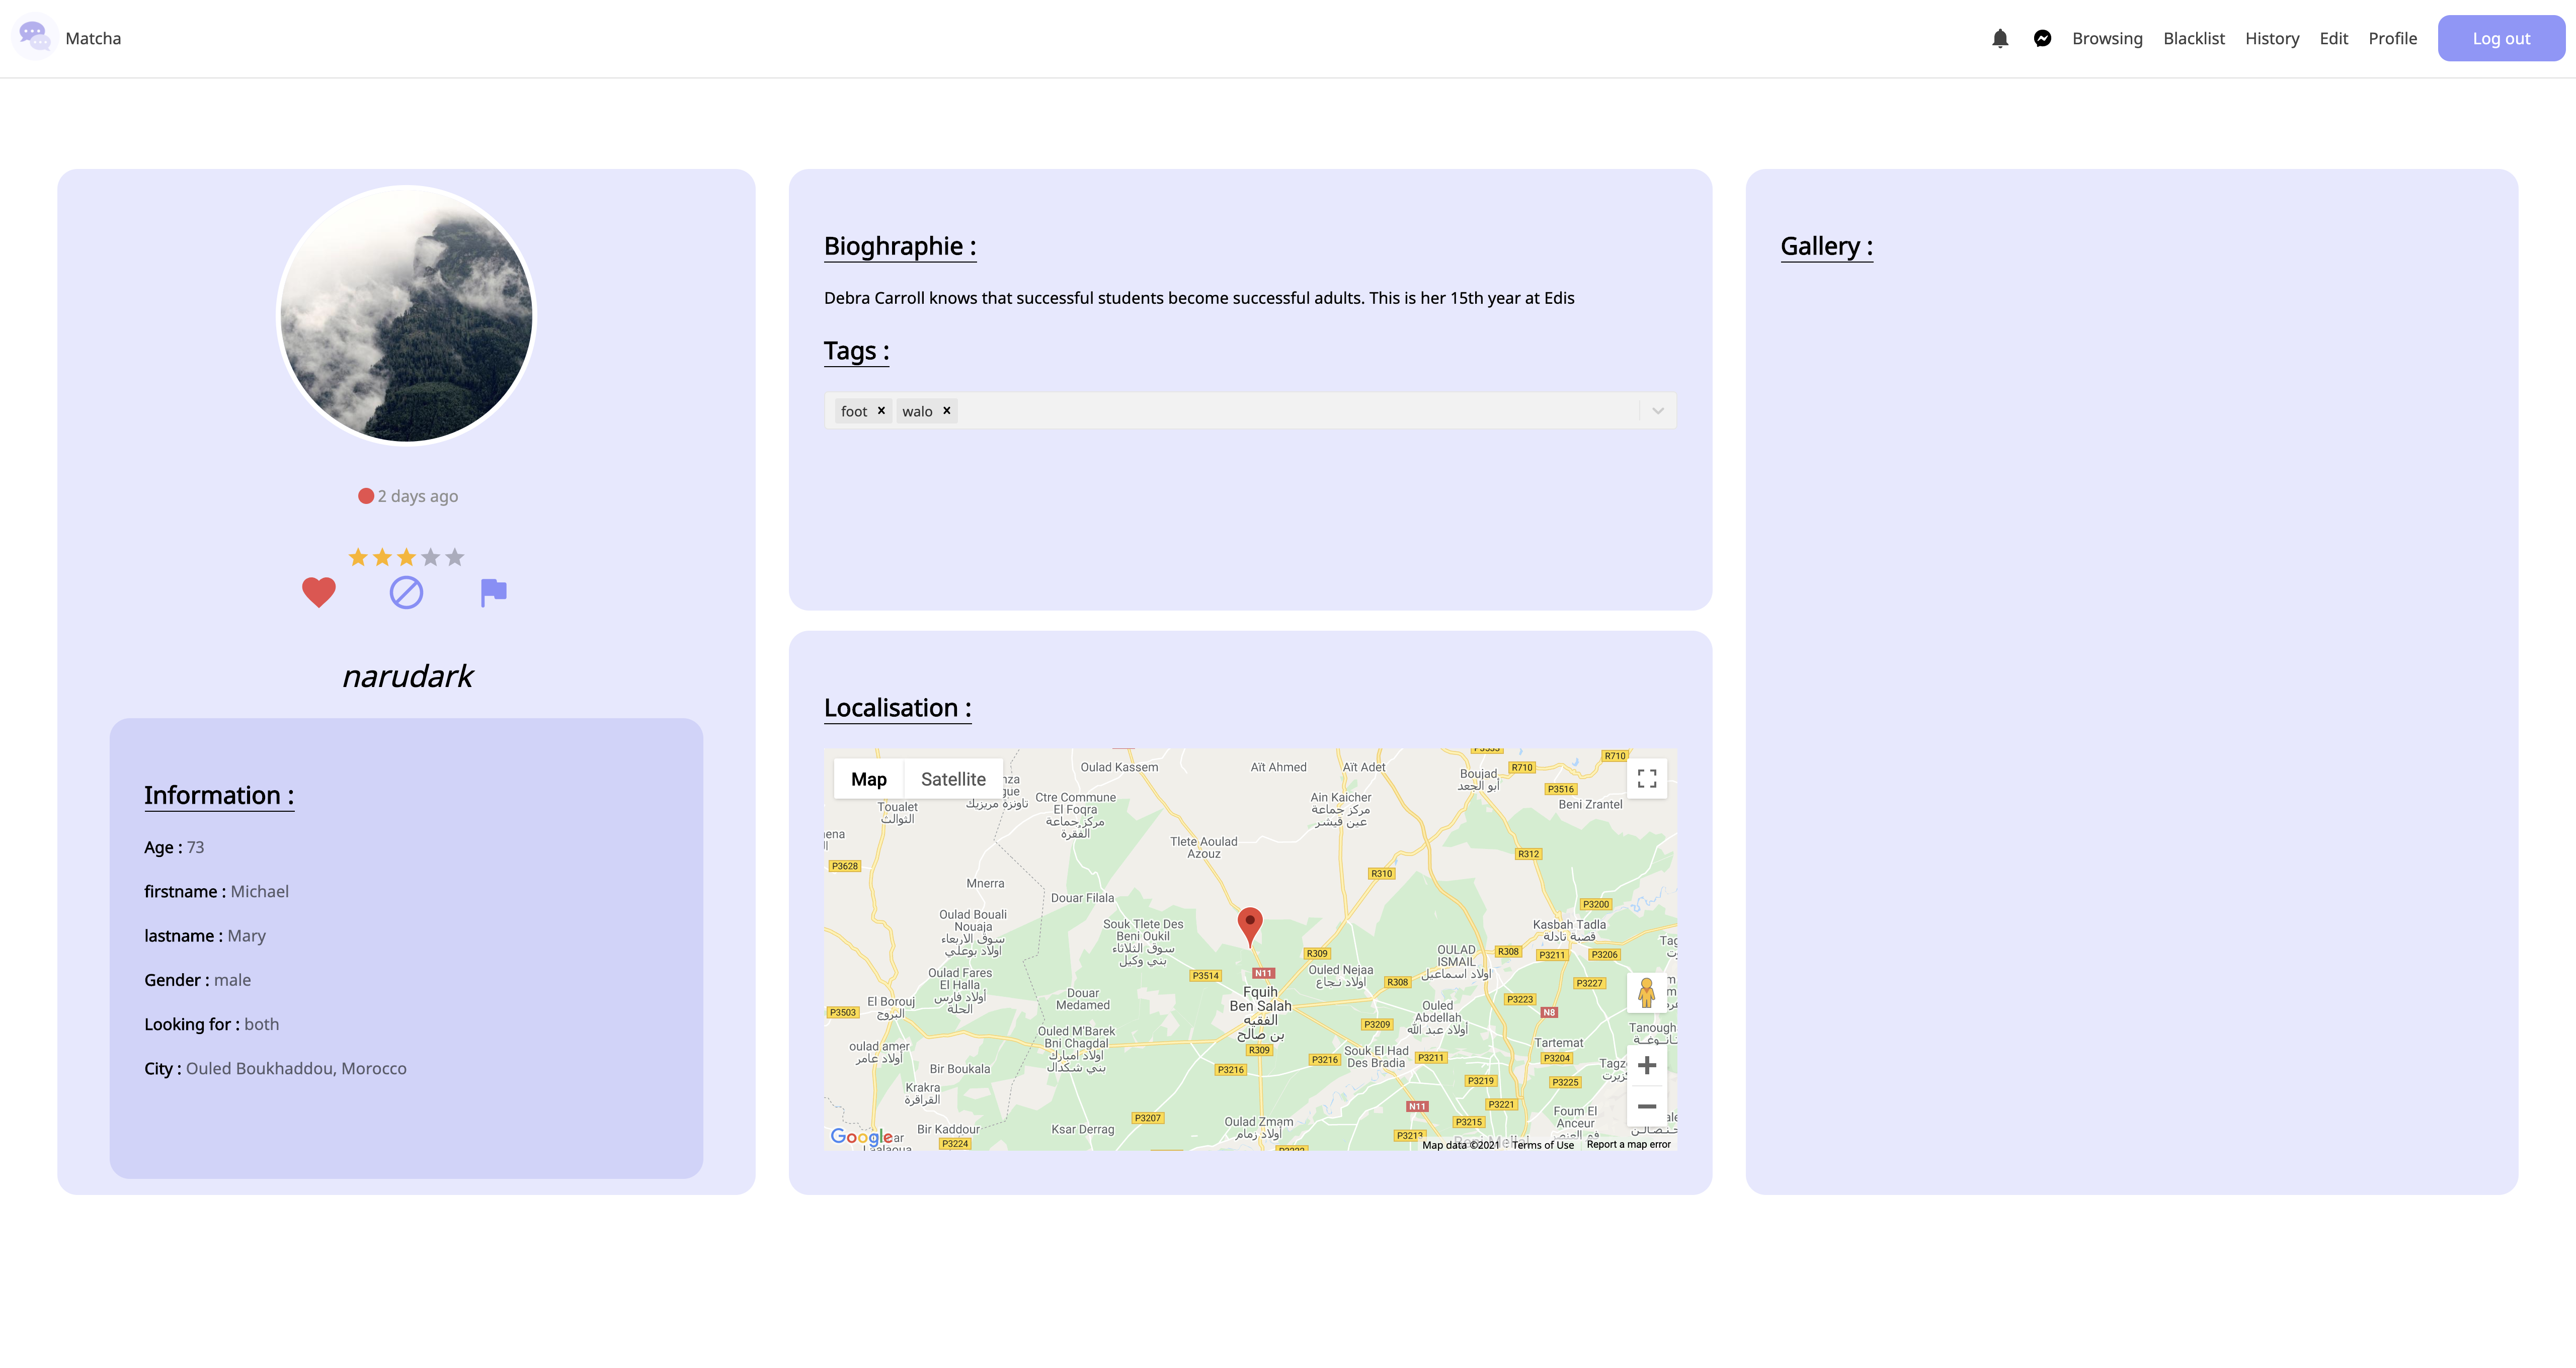 Matcha
Browsing Blacklist History Edit Profile Log out
2 days ago
narudark
Information :
Age : 73
firstname : Michael
lastname : Mary
Gender : male
Looking for : both
City : Ouled Boukhaddou, Morocco
Bioghraphie :
Debra Carroll knows that successful students become successful adults. This is her 15th year at Edis
Tags :
foot walo
Localisation :
Map Satellite
Oulad Kassem
Aït Ahmed
Aït Adet
R710
R710
Boujad
أبو الجعد
P3516
Beni Zrantel
Toualet
التوالت
Ctre Commune
El Foqra
مركز جماعة
الفقرة
Ain Kaicher
مركز جماعة
عين قيشر
Tlete Aoulad
Azouz
P3628
R312
R310
Mnerra
Douar Filala
P3200
Oulad Bouali
Nouaja
سوق الاربعاء
اولاد بوعلي
Souk Tlete Des
Beni Oukil
سوق الثلاثاء
بني وكيل
Kasbah Tadla
قصبة تادلة
R309
OULAD
ISMAIL
اولاد اسماعيل
R308
P3211
P3206
N11
P3514
Ouled Nejaa
اولاد نجاع
R308
P3227
Oulad Fares
El Halla
أولاد فارس
الحلة
Douar
Medamed
Fquih
Ben Salah
الفقيه
بن صالح
El Borouj
البروج
P3503
P3223
N8
Ouled
Abdellah
أولاد عبد الله
P3209
Ouled M'Barek
Bni Chagdal
اولاد امبارك
بني شكدال
oulad amer
أولاد عامر
R309
P3216
P3216
Souk El Had
Des Bradia
P3211
Tartemat
P3204
Bir Boukala
P3219
P3225
Krakra
القراقرة
N11
P3221
P3207
P3215
Foum El
Anceur
Oulad Zmam
أولاد زمام
Bir Kaddour
Ksar Derrag
P3213
P3224
Google
Map data ©2021 Terms of Use Report a map error
Gallery :